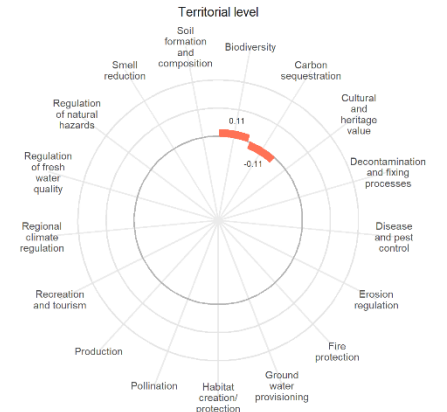 Territorial level
Soil
formation
and
composition
Biodiversity
Carbon
sequestration
Cultural
and
heritage
value
Decontamination
and fixing
processes
Disease
and pest
control
Erosion
regulation
Fire
protection
Ground
water
provisioning
Habitat
creation/
protection
Pollination
Production
Recreation
and tourism
Regional
climate
regulation
Regulation
of fresh
water
quality
Regulation
of natural
hazards
Smell
reduction
0.11
-0.11